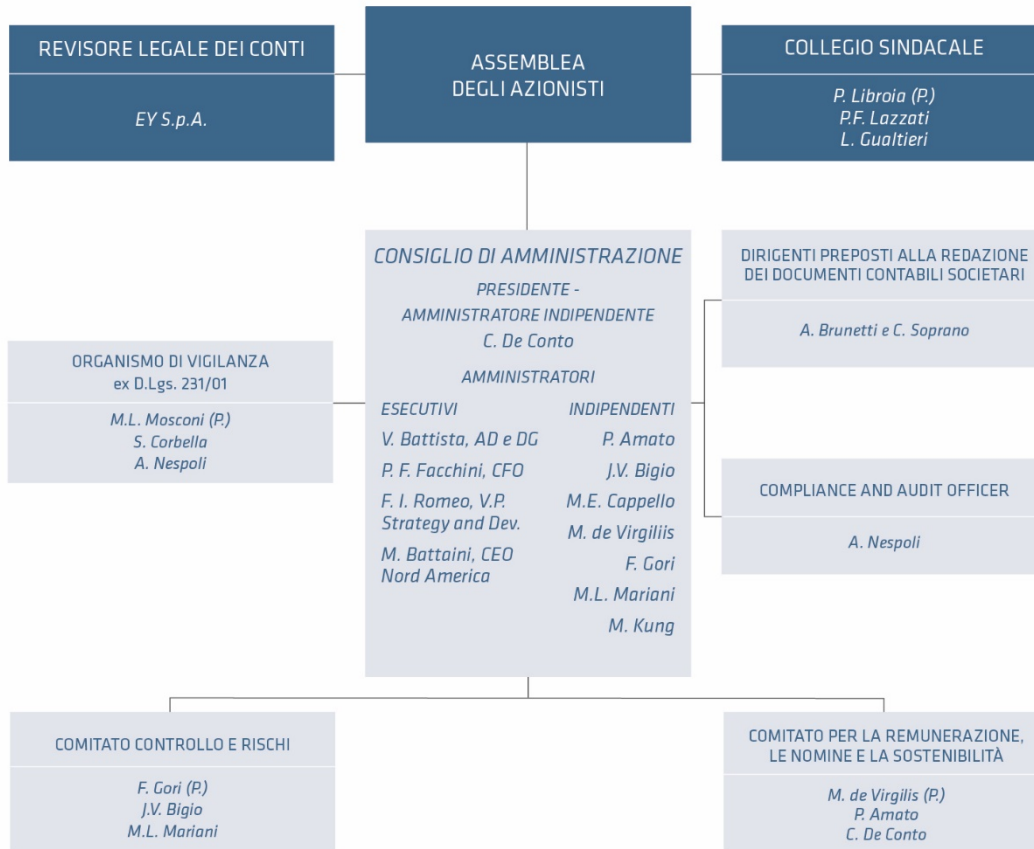 REVISORE LEGALE DEI CONTI
EY S.p.A.
ASSEMBLEA
DEGLI AZIONISTI
COLLEGIO SINDACALE
P. Libroia (P.)
P.F. Lazzati
L. Gualtieri
CONSIGLIO DI AMMINISTRAZIONE
PRESIDENTE -
AMMINISTRATORE INDIPENDENTE
C. De Conto
AMMINISTRATORI
ESECUTIVI
V. Battista, AD e DG
P. F. Facchini, CFO
F. I. Romeo, V.P.
Strategy and Dev.
M. Battaini, CEO
Nord America
INDIPENDENTI
P. Amato
J.V. Bigio
M.E. Cappello
M. de Virgiliis
F. Gori
M.L. Mariani
M. Kung
ORGANISMO DI VIGILANZA
ex D.Lgs. 231/01
M.L. Mosconi (P.)
S. Corbella
A. Nespoli
DIRIGENTI PREPOSTI ALLA REDAZIONE
DEI DOCUMENTI CONTABILI SOCIETARI
A. Brunetti e C. Soprano
COMPLIANCE AND AUDIT OFFICER
A. Nespoli
COMITATO CONTROLLO E RISCHI
F. Gori (P.)
J.V. Bigio
M.L. Mariani
COMITATO PER LA REMUNERAZIONE,
LE NOMINE E LA SOSTENIBILITÀ
M. de Virgilis (P.)
P. Amato
C. De Conto